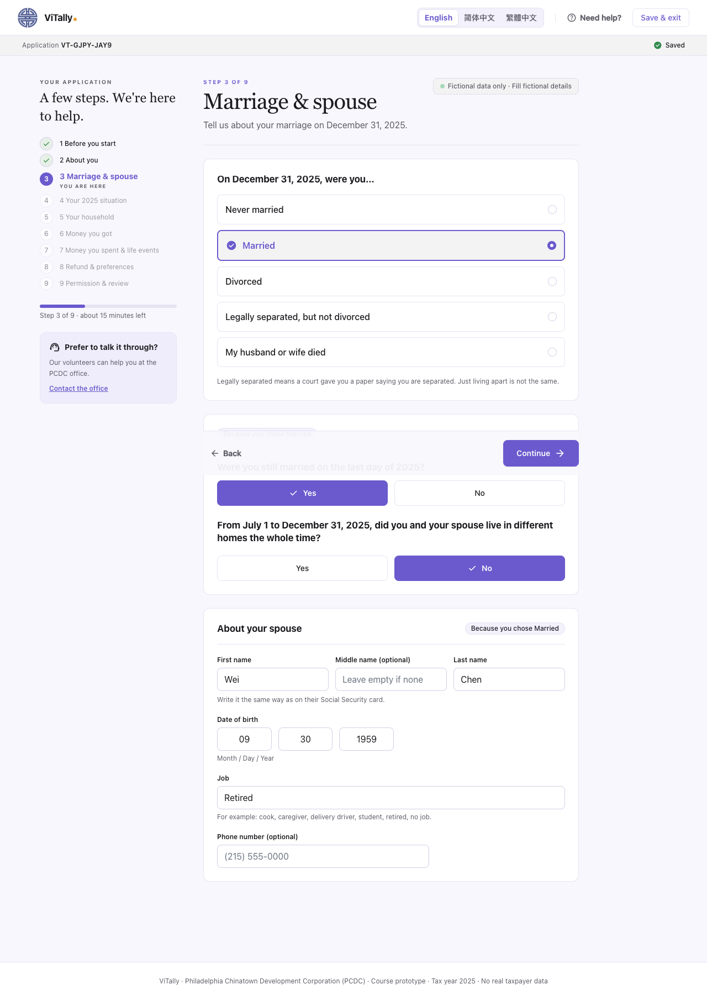 ViTally
English
简体中文
繁體中文
Need help?
Save & exit
Application VT-GJPY-JAY9
Saved
YOUR APPLICATION
A few steps. We're here
to help.
1 Before you start
2 About you
3
3 Marriage & spouse
YOU ARE HERE
4
4 Your 2025 situation
5
5 Your household
6
6 Money you got
7
7 Money you spent & life events
8
8 Refund & preferences
9
9 Permission & review
Step 3 of 9 · about 15 minutes left
Prefer to talk it through?
Our volunteers can help you at the
PCDC office.
Contact the office
STEP 3 OF 9
Fictional data only · Fill fictional details
Marriage & spouse
Tell us about your marriage on December 31, 2025.
On December 31, 2025, were you...
Never married
Married
Divorced
Legally separated, but not divorced
My husband or wife died
Legally separated means a court gave you a paper saying you are separated. Just living apart is not the same.
Because you chose Married
Back
Continue
Were you still married on the last day of 2025?
Yes
No
From July 1 to December 31, 2025, did you and your spouse live in different
homes the whole time?
Yes
No
About your spouse
Because you chose Married
First name
Middle name (optional)
Last name
Wei
Leave empty if none
Chen
Write it the same way as on their Social Security card.
Date of birth
09
30
1959
Month / Day / Year
Job
Retired
For example: cook, caregiver, delivery driver, student, retired, no job.
Phone number (optional)
(215) 555-0000
ViTally · Philadelphia Chinatown Development Corporation (PCDC) · Course prototype · Tax year 2025 · No real taxpayer data